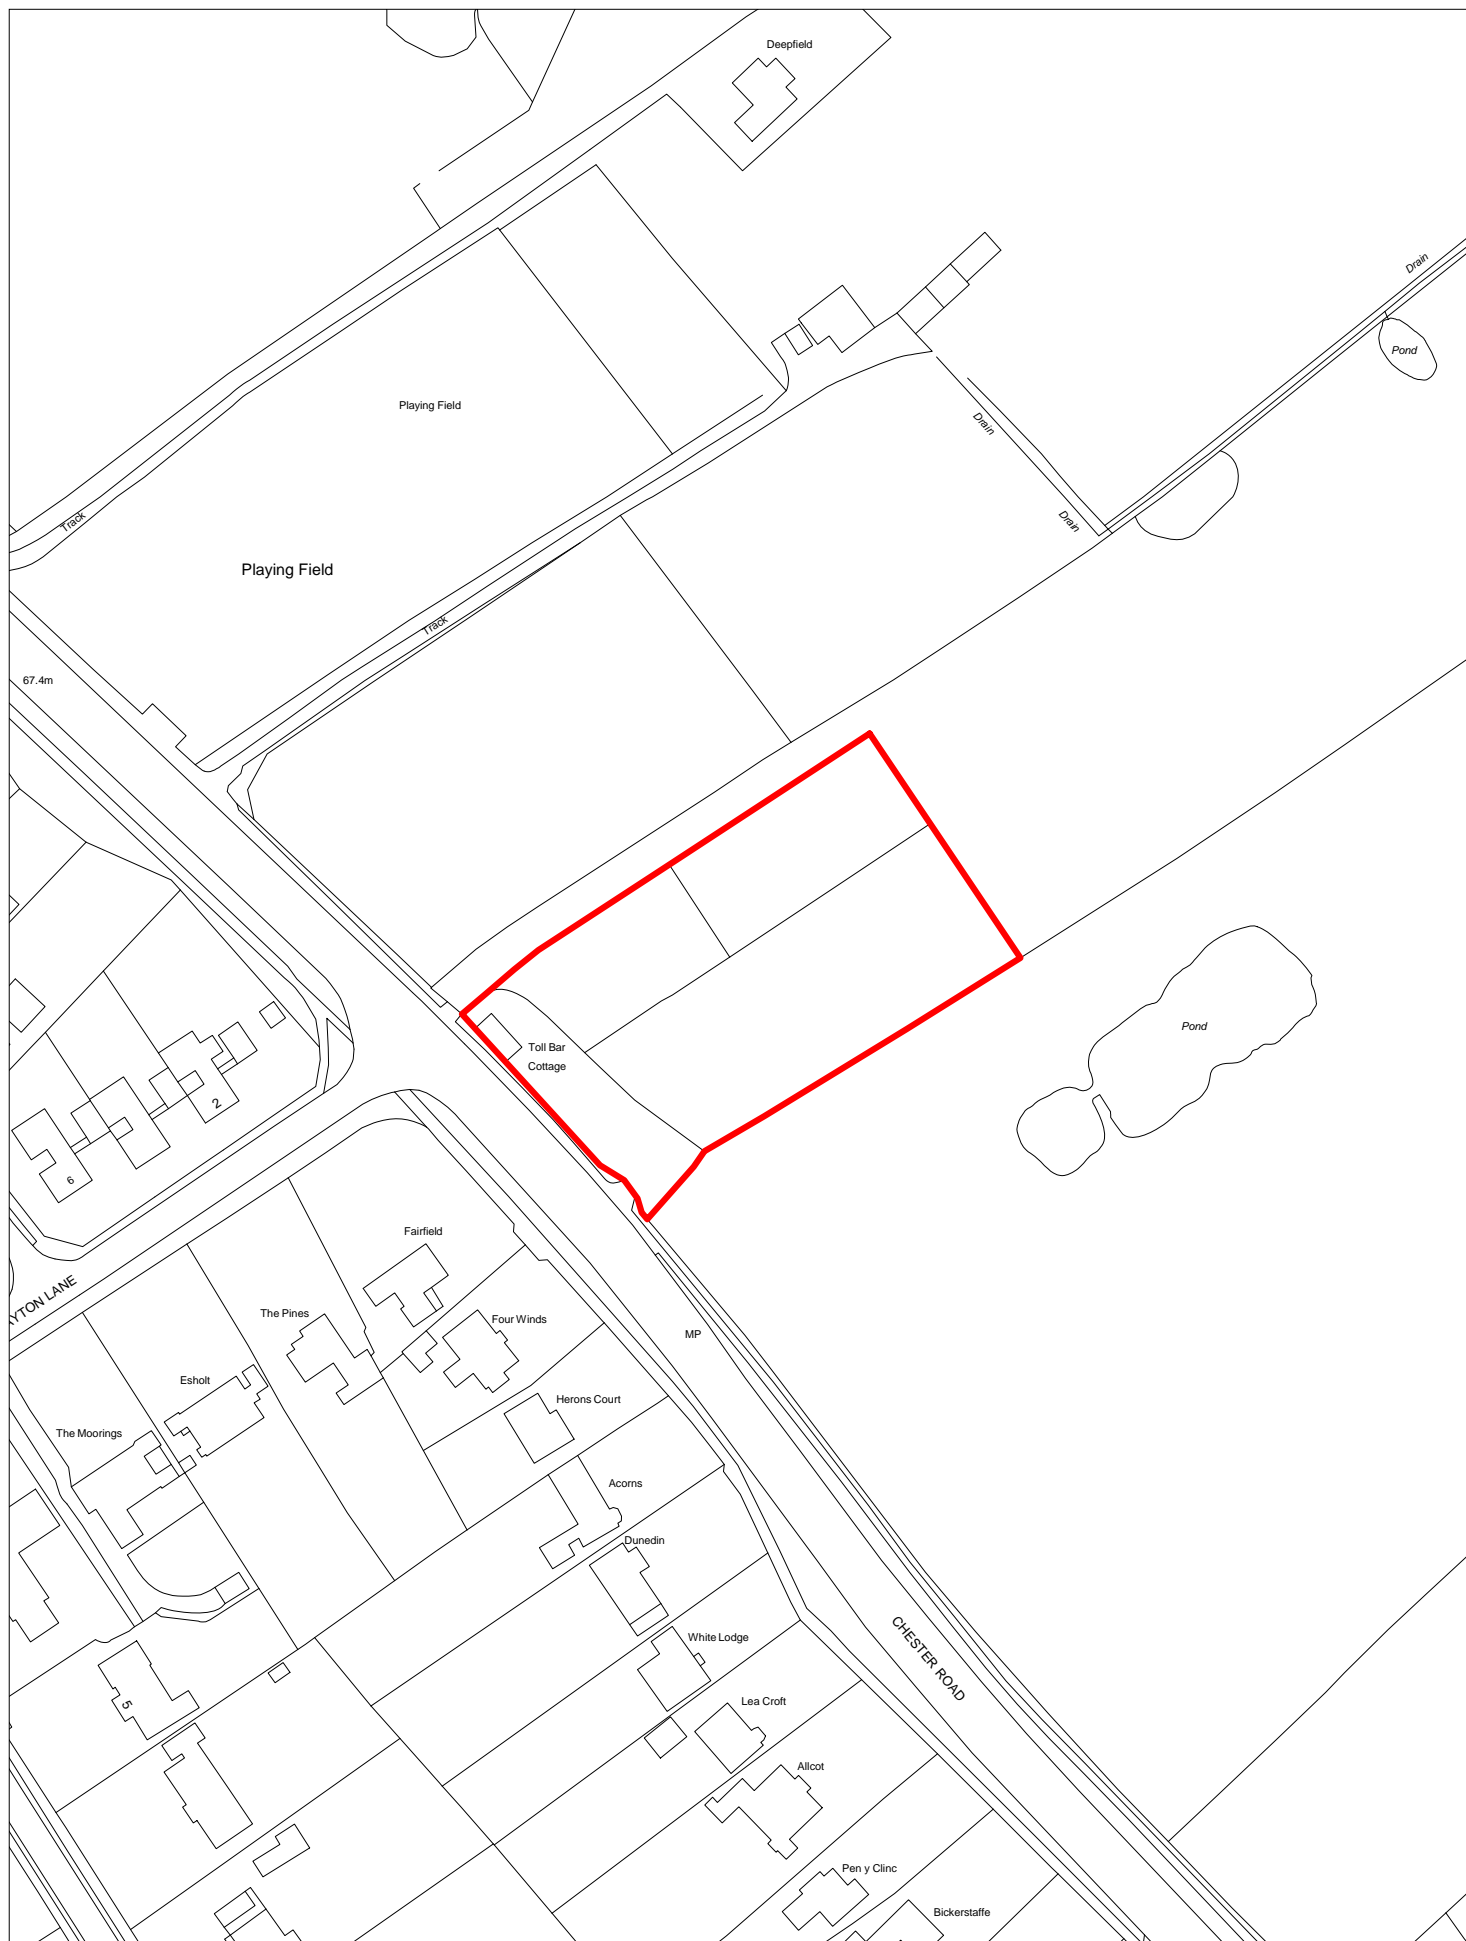 Deepfield
Drain
Pond
Playing Field
Drain
Track
Drain
Playing Field
Track
67.4m
Toll Bar
Cottage
Pond
2
6
Fairfield
YTON LANE
The Pines
Four Winds
MP
Esholt
Herons Court
The Moorings
Acorns
Dunedin
White Lodge
CHESTER ROAD
5
Lea Croft
Allcot
Pen y Clinc
Bickerstaffe